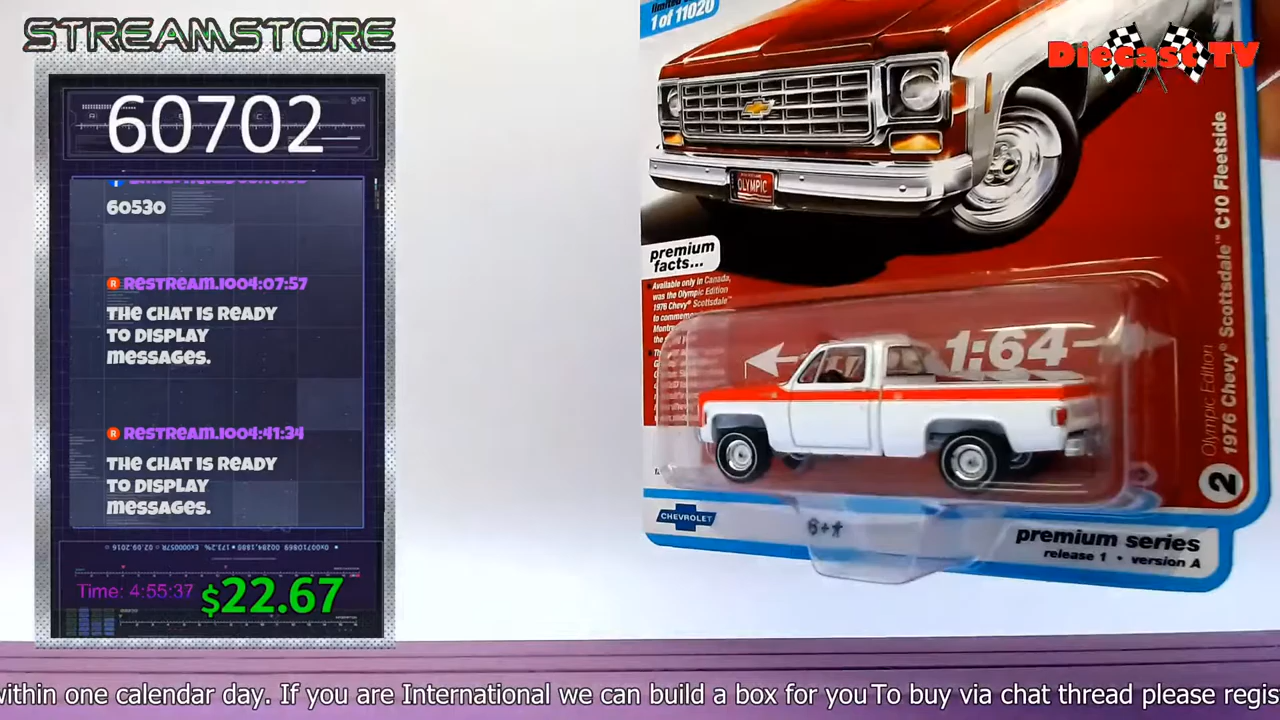 STREAMSTORE
60702
60530
Restream.io04:07:57
THE CHAT IS READY
TO DISPLAY
MESSAGES.
Restream.io04:41:34
THE CHAT IS READY
TO DISPLAY
MESSAGES.
Time: 4:55:37
$22.67
1 of 11020
Diecast TV
OLYMPIC
premium
facts...
Available only in Canada,
was the Olympic Edition
1976 Chevy® Scottsdale™
1:64
Olympic Edition
1976 Chevy® Scottsdale™ C10 Fleetside
2
CHEVROLET
premium series
release 1 • version A
within one calendar day. If you are International we can build a box for you To buy via chat thread please regis